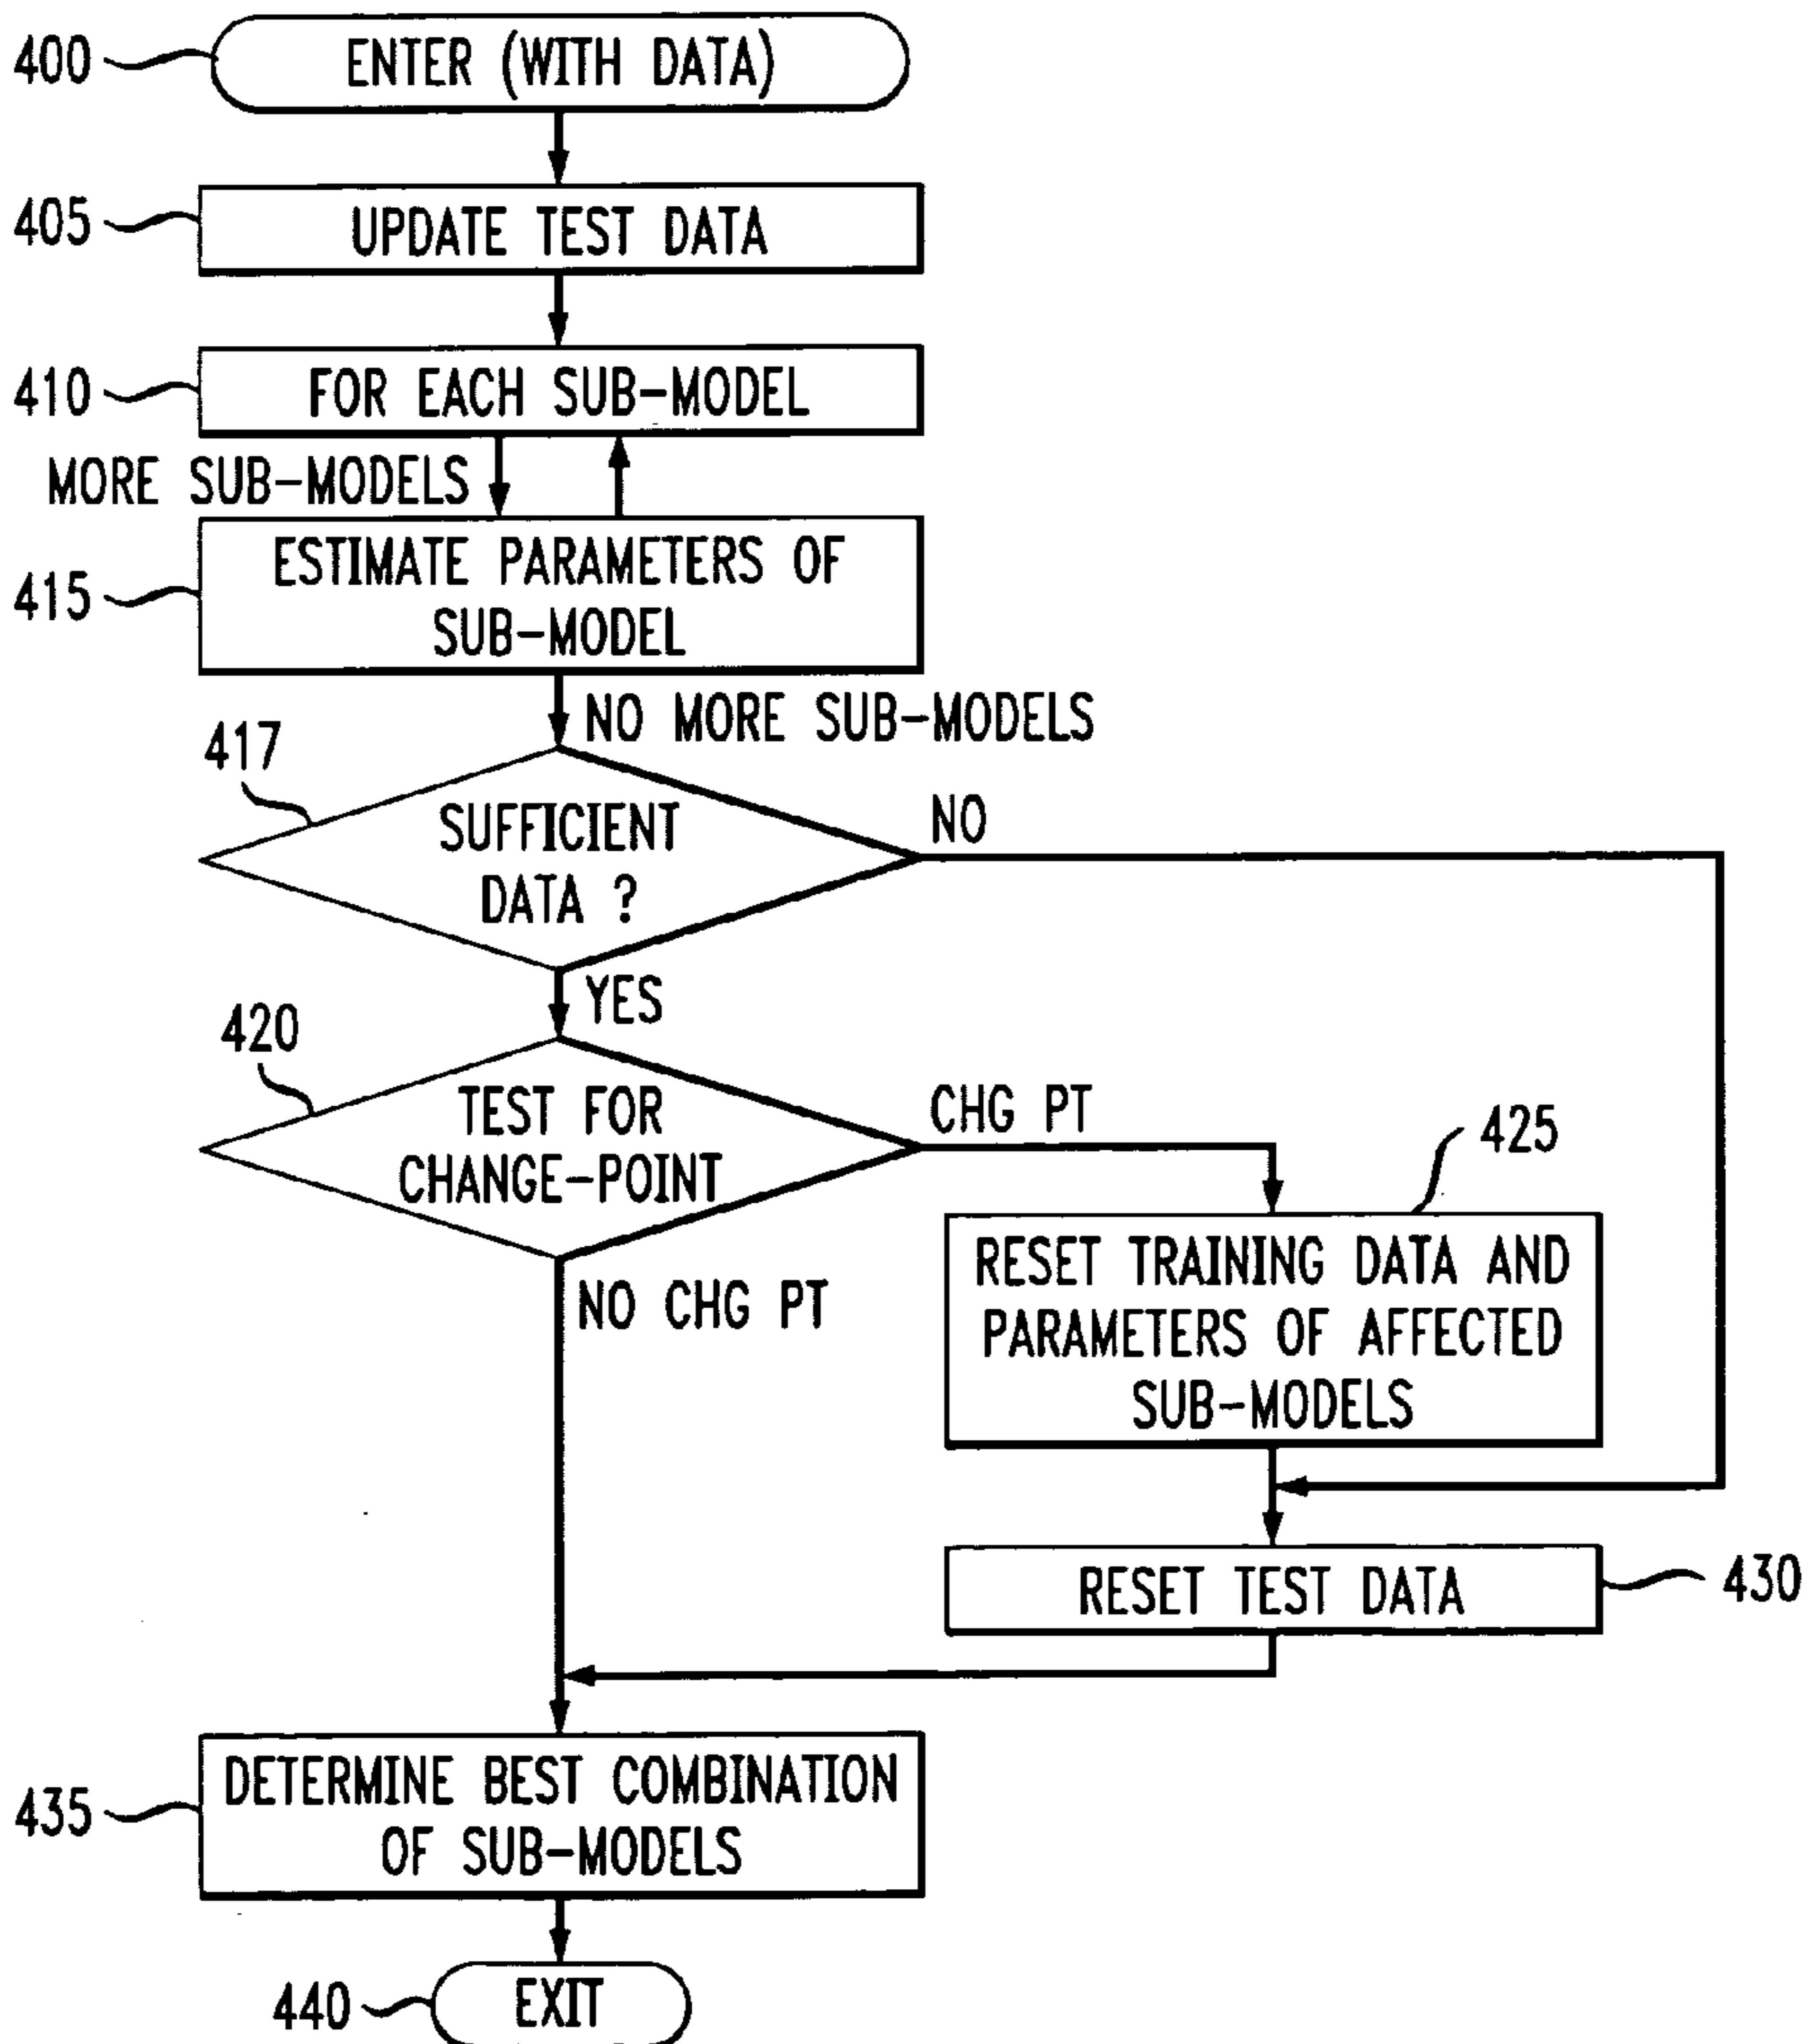 400
ENTER (WITH DATA)
405
UPDATE TEST DATA
410
FOR EACH SUB-MODEL
MORE SUB-MODELS
415
ESTIMATE PARAMETERS OF
SUB-MODEL
NO MORE SUB-MODELS
417
SUFFICIENT
DATA ?
NO
YES
420
TEST FOR
CHANGE-POINT
CHG PT
425
RESET TRAINING DATA AND
PARAMETERS OF AFFECTED
SUB-MODELS
NO CHG PT
RESET TEST DATA
430
435
DETERMINE BEST COMBINATION
OF SUB-MODELS
440
EXIT